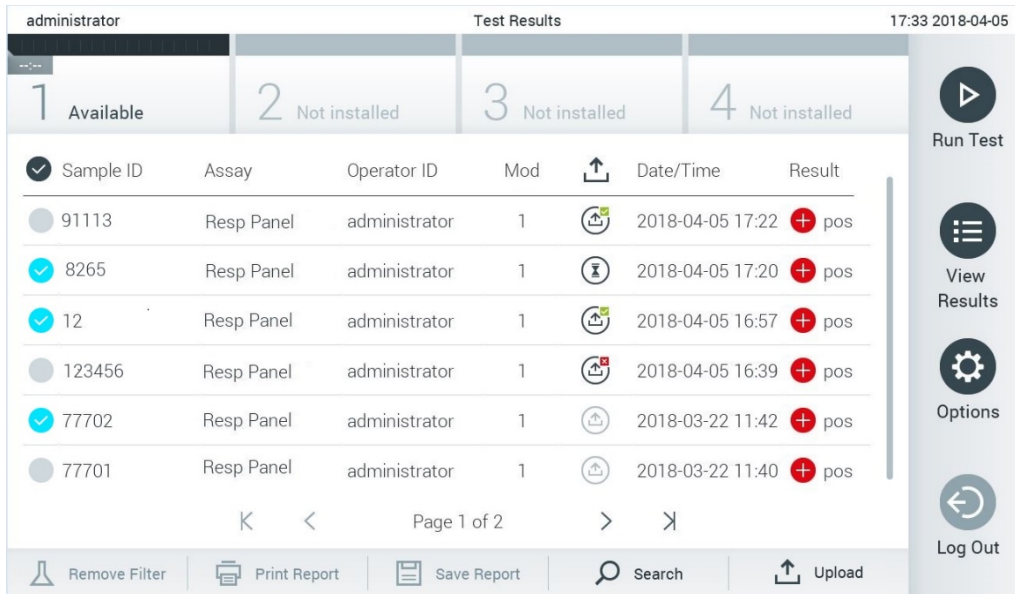 administrator Test Results 17:33 2018-04-05
--:--
1 Available 2 Not installed 3 Not installed 4 Not installed
Run Test
Sample ID Assay Operator ID Mod Date/Time Result
91113 Resp Panel administrator 1 2018-04-05 17:22 pos
8265 Resp Panel administrator 1 2018-04-05 17:20 pos
View
Results
12 Resp Panel administrator 1 2018-04-05 16:57 pos
123456 Resp Panel administrator 1 2018-04-05 16:39 pos
Options
77702 Resp Panel administrator 1 2018-03-22 11:42 pos
77701 Resp Panel administrator 1 2018-03-22 11:40 pos
Page 1 of 2
Log Out
Remove Filter Print Report Save Report Search Upload